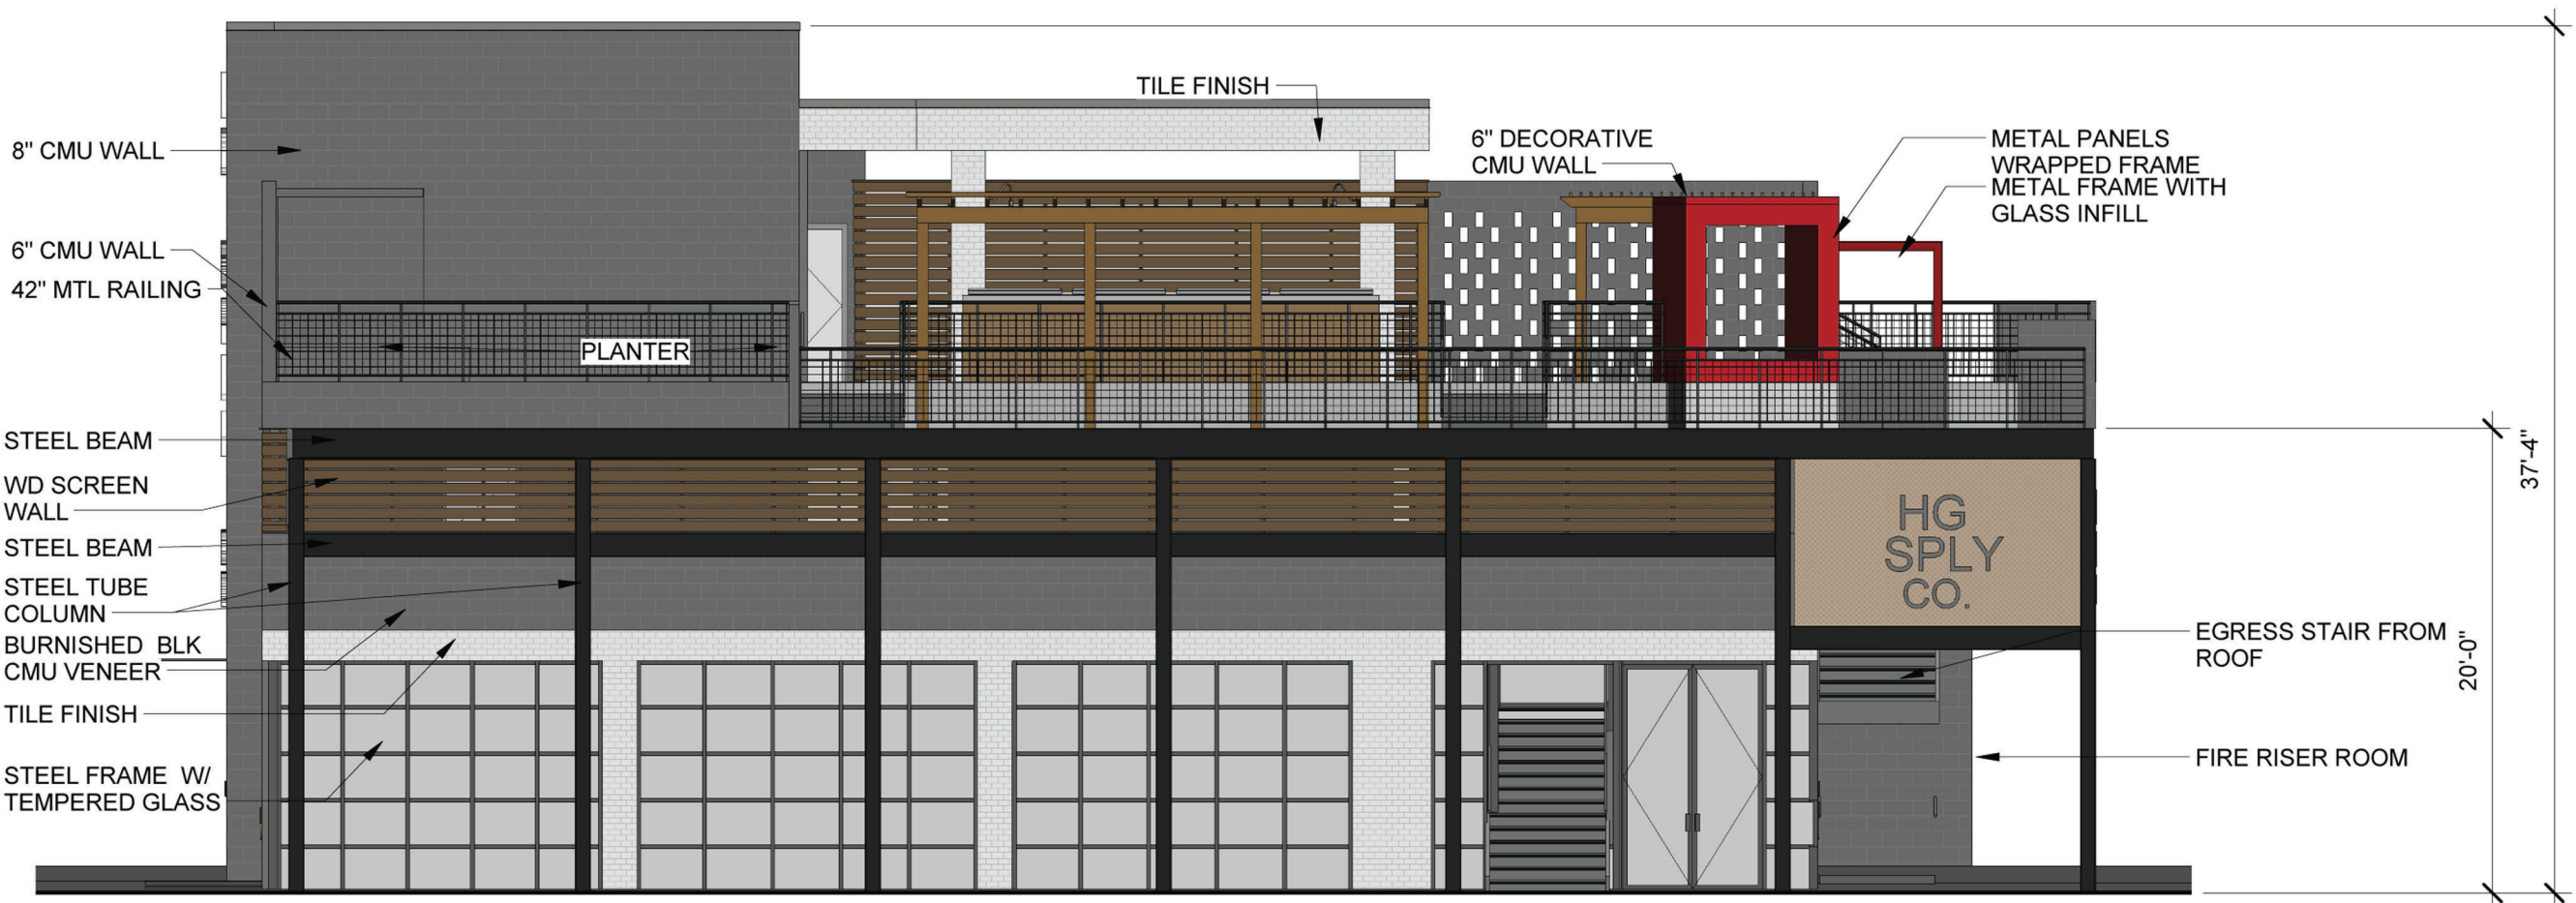 TILE FINISH
8" CMU WALL
6" DECORATIVE
CMU WALL
METAL PANELS
WRAPPED FRAME
METAL FRAME WITH
GLASS INFILL
6" CMU WALL
42" MTL RAILING
PLANTER
STEEL BEAM
WD SCREEN
WALL
STEEL BEAM
STEEL TUBE
COLUMN
BURNISHED BLK
CMU VENEER
TILE FINISH
STEEL FRAME W/
TEMPERED GLASS
HG
SPLY
CO.
EGRESS STAIR FROM
ROOF
FIRE RISER ROOM
20'-0"
37'-4"